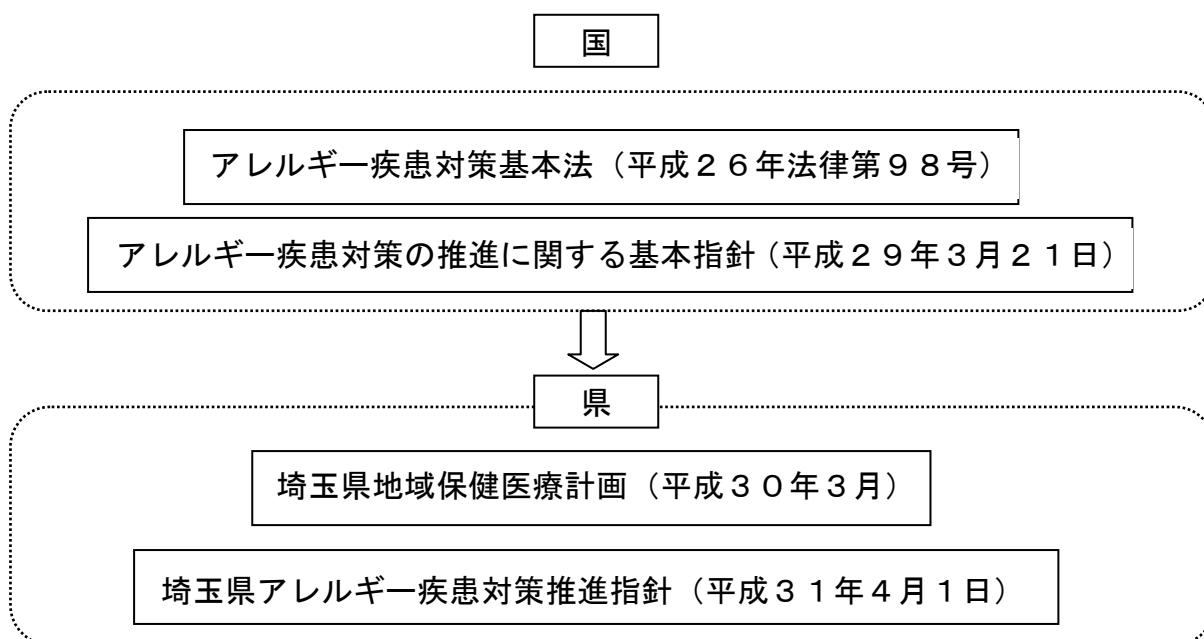 国
アレルギー疾患対策基本法（平成２６年法律第９８号）
アレルギー疾患対策の推進に関する基本指針（平成２９年３月２１日）
県
埼玉県地域保健医療計画（平成３０年３月）
埼玉県アレルギー疾患対策推進指針（平成３１年４月１日）